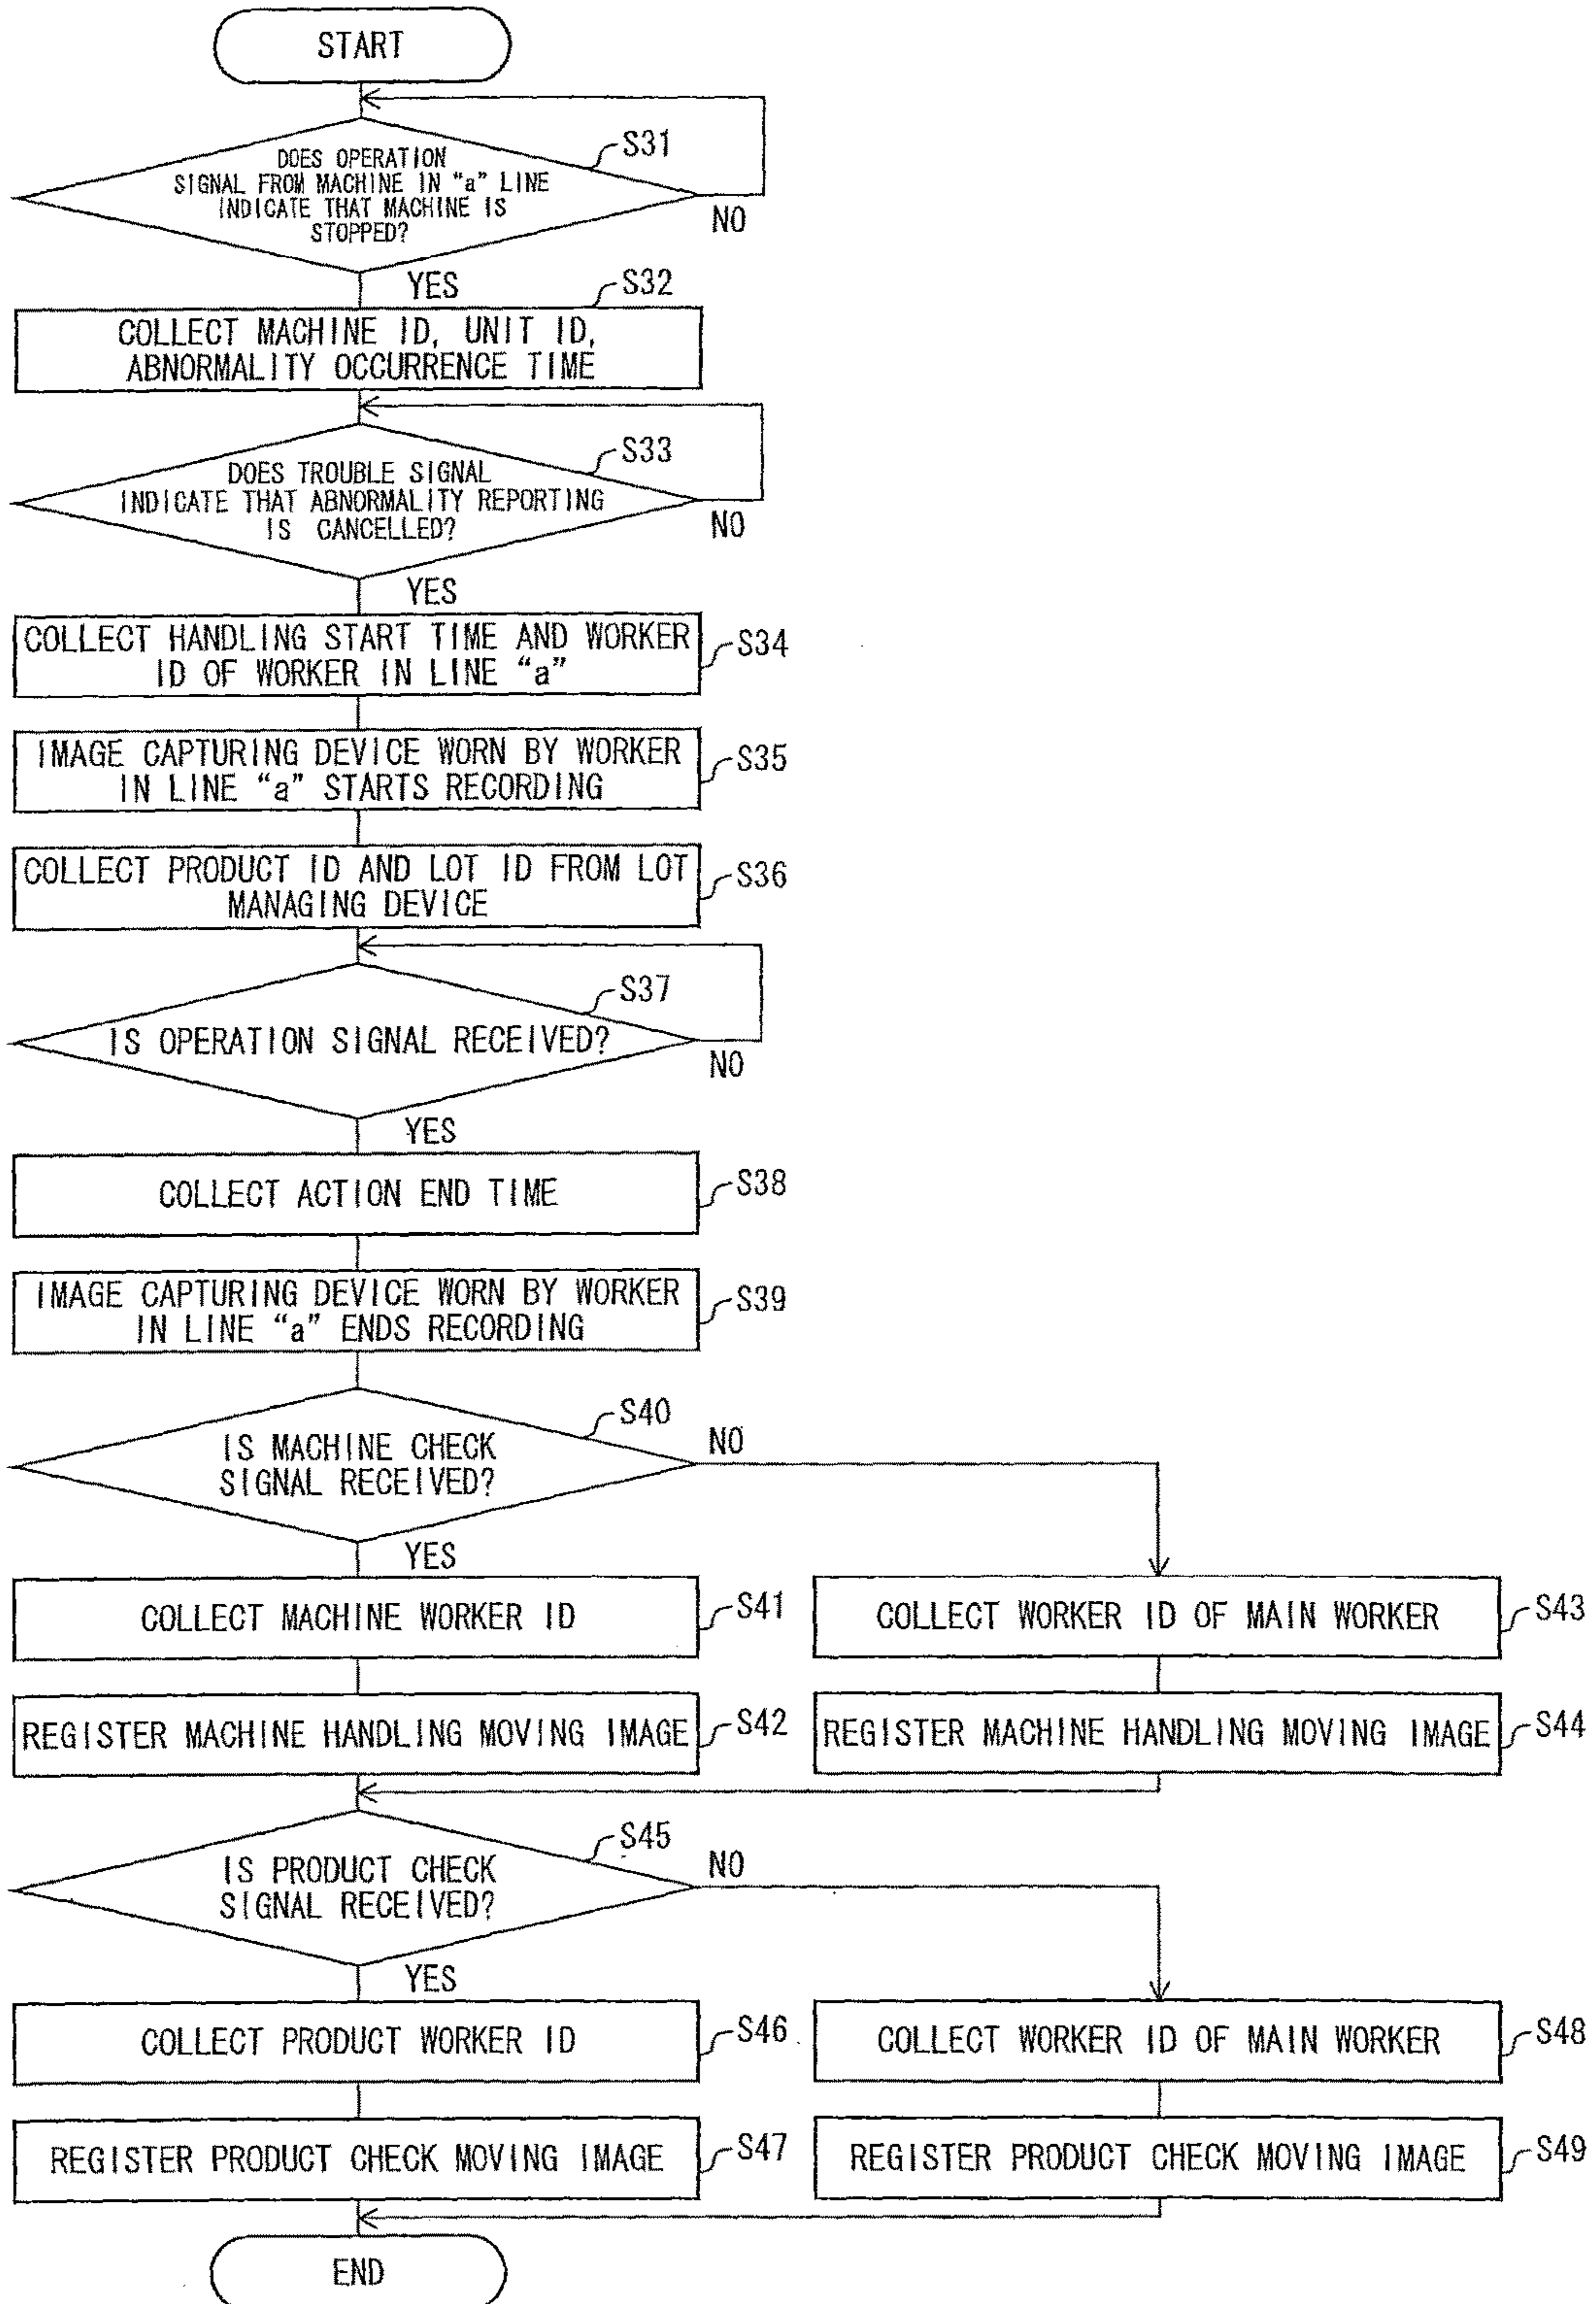 START
S31
DOES OPERATION
SIGNAL FROM MACHINE IN "a" LINE
INDICATE THAT MACHINE IS
STOPPED?
NO
YES
S32
COLLECT MACHINE ID, UNIT ID,
ABNORMALITY OCCURRENCE TIME
S33
DOES TROUBLE SIGNAL
INDICATE THAT ABNORMALITY REPORTING
IS CANCELLED?
NO
YES
COLLECT HANDLING START TIME AND WORKER
ID OF WORKER IN LINE "a"
S34
IMAGE CAPTURING DEVICE WORN BY WORKER
IN LINE "a" STARTS RECORDING
S35
COLLECT PRODUCT ID AND LOT ID FROM LOT
MANAGING DEVICE
S36
S37
IS OPERATION SIGNAL RECEIVED?
NO
YES
COLLECT ACTION END TIME
S38
IMAGE CAPTURING DEVICE WORN BY WORKER
IN LINE "a" ENDS RECORDING
S39
S40
IS MACHINE CHECK
SIGNAL RECEIVED?
NO
YES
COLLECT MACHINE WORKER ID
S41
COLLECT WORKER ID OF MAIN WORKER
S43
REGISTER MACHINE HANDLING MOVING IMAGE
S42
REGISTER MACHINE HANDLING MOVING IMAGE
S44
S45
IS PRODUCT CHECK
SIGNAL RECEIVED?
NO
YES
COLLECT PRODUCT WORKER ID
S46
COLLECT WORKER ID OF MAIN WORKER
S48
REGISTER PRODUCT CHECK MOVING IMAGE
S47
REGISTER PRODUCT CHECK MOVING IMAGE
S49
END